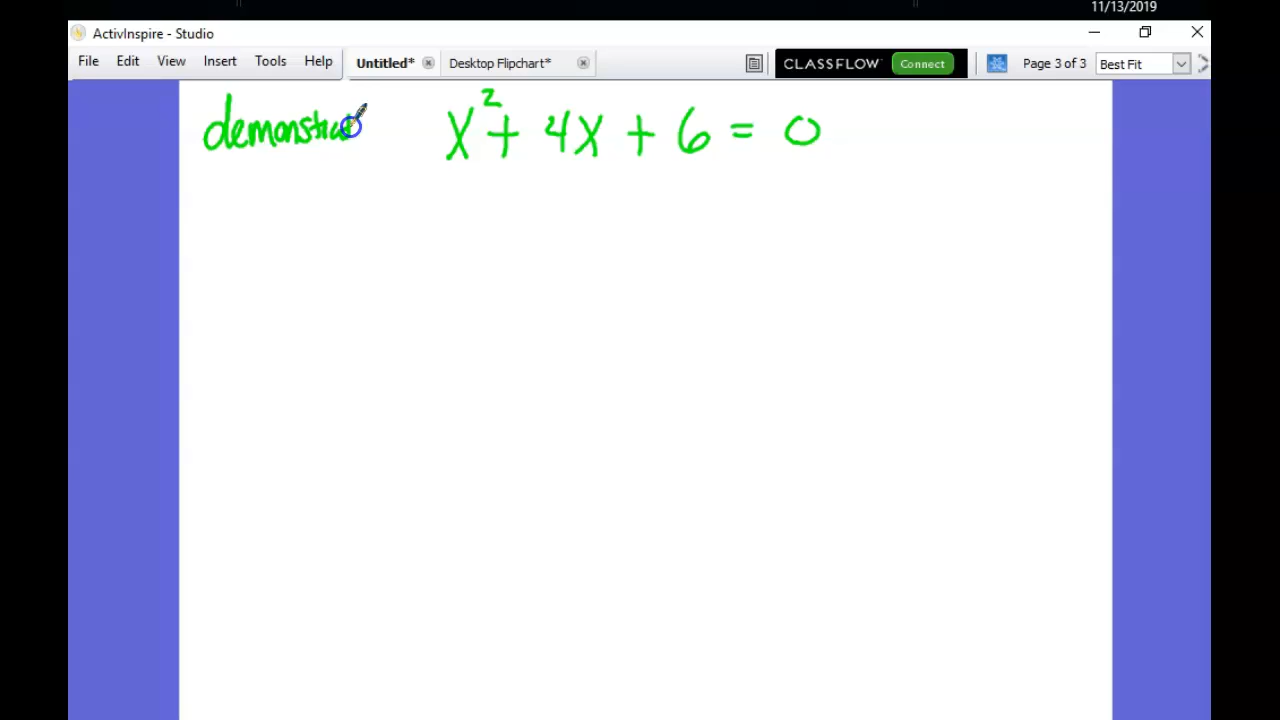 11/13/2019
ActivInspire - Studio
File Edit View Insert Tools Help Untitled* Desktop Flipchart* CLASSFLOW Connect Page 3 of 3 Best Fit
demonstrat x² + 4x + 6 = 0